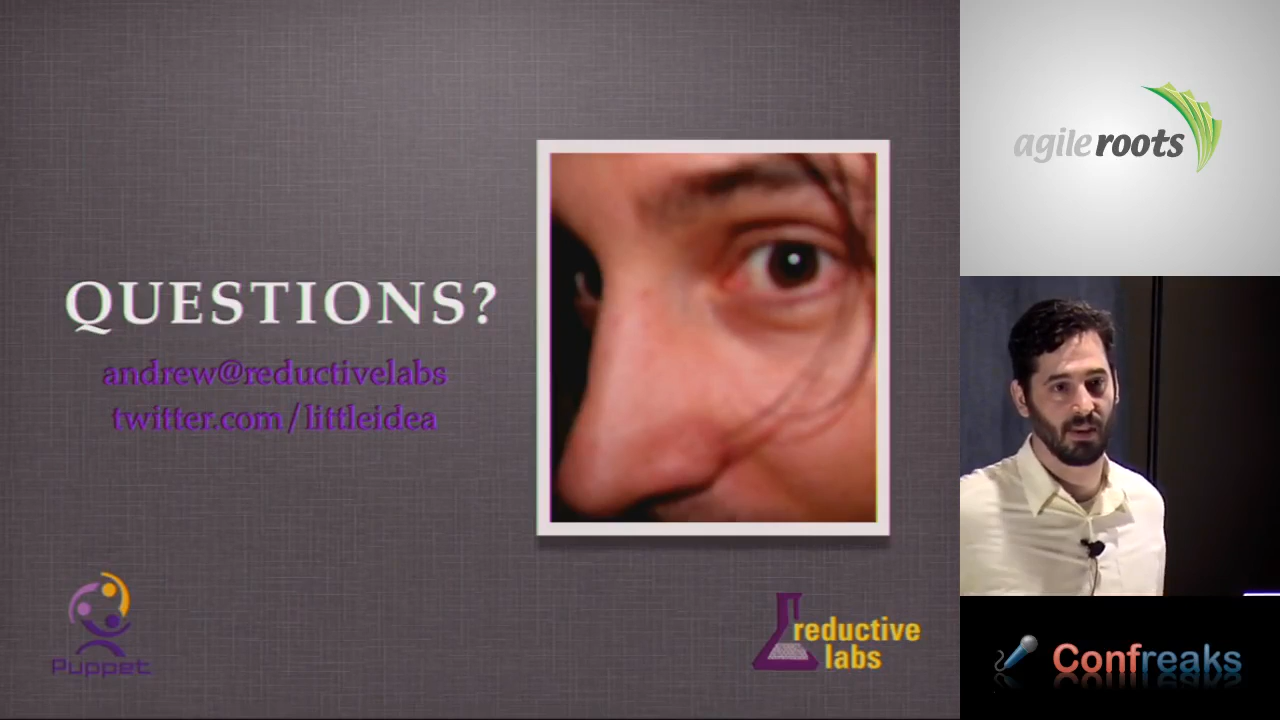 QUESTIONS?
andrew@reductivelabs
twitter.com/littleidea
Puppet
reductive
labs
agile roots
Confreaks